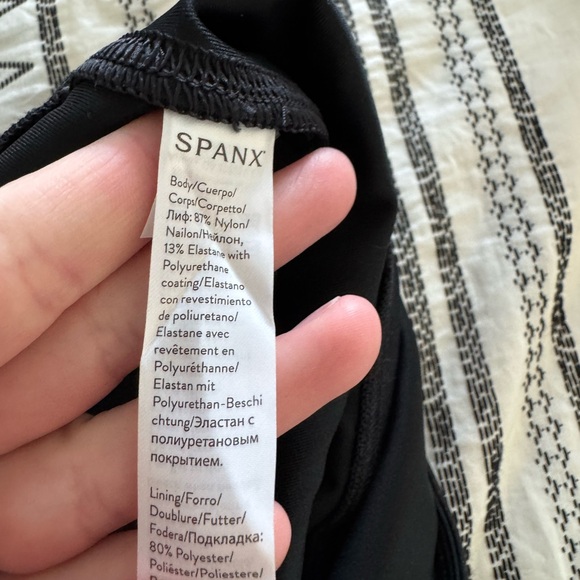 SPANX
Body/Cuerpo/
Corps/Corpetto/
Лиф: 87% Nylon/
Nailon/Нейлон,
13% Elastane with
Polyurethane
coating/Elastano
con revestimiento
de poliuretano/
Elastane avec
revêtement en
Polyuréthanne/
Elastan mit
Polyurethan-Beschi
chtung/Эластан с
полиуретановым
покрытием.
Lining/Forro/
Doublure/Futter/
Fodera/Подкладка:
80% Polyester/
Poliéster/Poliestere/